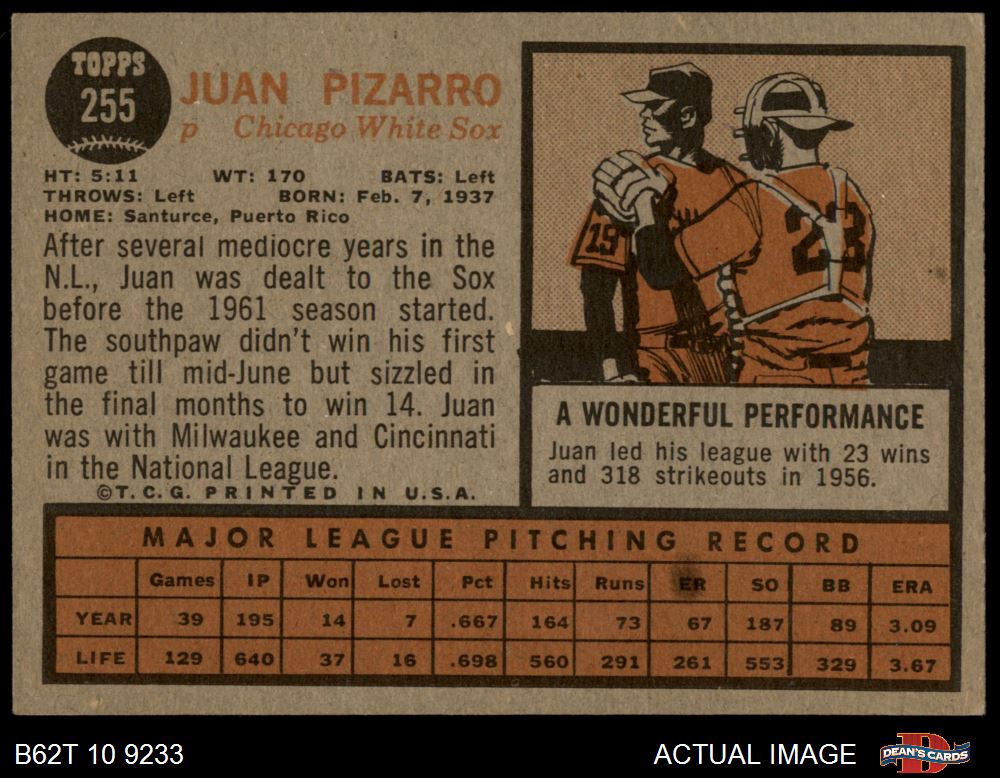 TOPPS
255
JUAN PIZARRO
p Chicago White Sox
HT: 5:11 WT: 170 BATS: Left
THROWS: Left BORN: Feb. 7, 1937
HOME: Santurce, Puerto Rico
After several mediocre years in the
N.L., Juan was dealt to the Sox
before the 1961 season started.
The southpaw didn't win his first
game till mid-June but sizzled in
the final months to win 14. Juan
was with Milwaukee and Cincinnati
in the National League.
©T.C.G. PRINTED IN U.S.A.
19
23
A WONDERFUL PERFORMANCE
Juan led his league with 23 wins
and 318 strikeouts in 1956.
MAJOR LEAGUE PITCHING RECORD
Games IP Won Lost Pct Hits Runs ER SO BB ERA
YEAR 39 195 14 7 .667 164 73 67 187 89 3.09
LIFE 129 640 37 16 .698 560 291 261 553 329 3.67
B62T 10 9233
ACTUAL IMAGE
DEAN'S CARDS